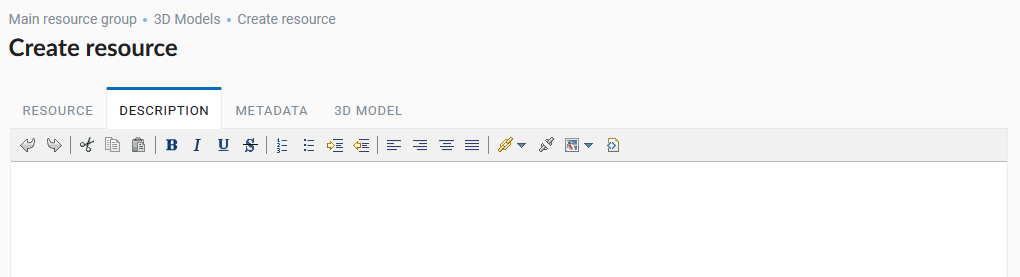 Main resource group • 3D Models • Create resource
Create resource
RESOURCE DESCRIPTION METADATA 3D MODEL
B I U S